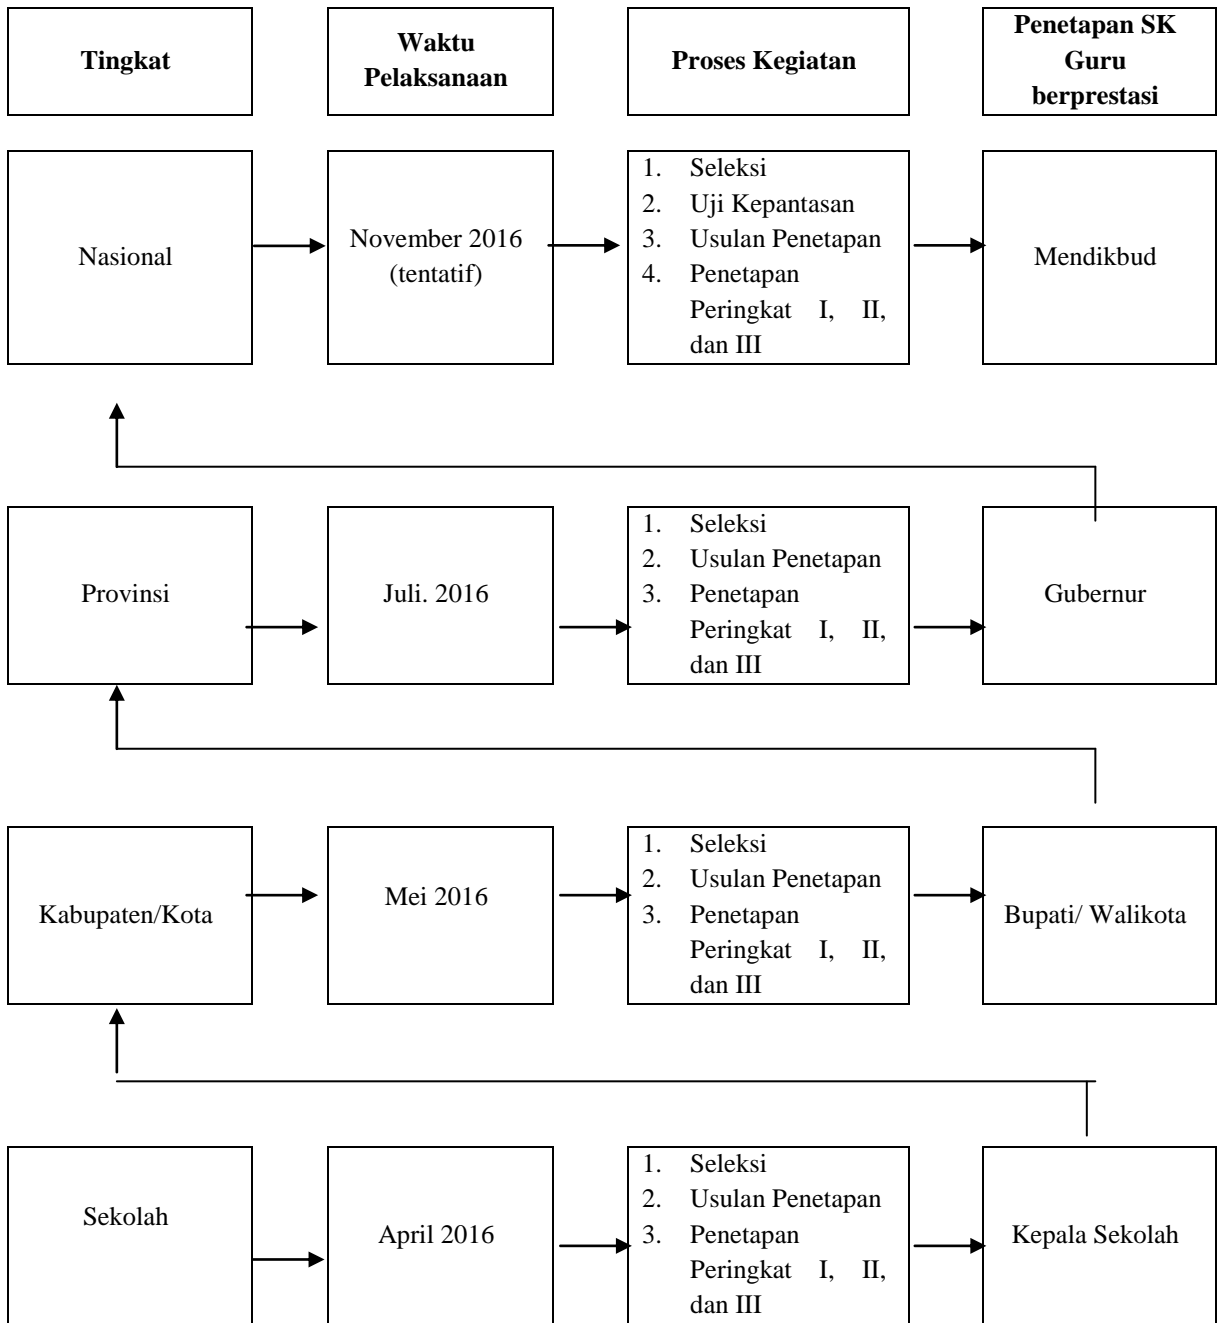 Tingkat
Waktu
Pelaksanaan
Proses Kegiatan
Penetapan SK
Guru
berprestasi
Nasional
November 2016
(tentatif)
1. Seleksi
2. Uji Kepantasan
3. Usulan Penetapan
4. Penetapan
Peringkat I, II,
dan III
Mendikbud
Provinsi
Juli. 2016
1. Seleksi
2. Usulan Penetapan
3. Penetapan
Peringkat I, II,
dan III
Gubernur
Kabupaten/Kota
Mei 2016
1. Seleksi
2. Usulan Penetapan
3. Penetapan
Peringkat I, II,
dan III
Bupati/ Walikota
Sekolah
April 2016
1. Seleksi
2. Usulan Penetapan
3. Penetapan
Peringkat I, II,
dan III
Kepala Sekolah